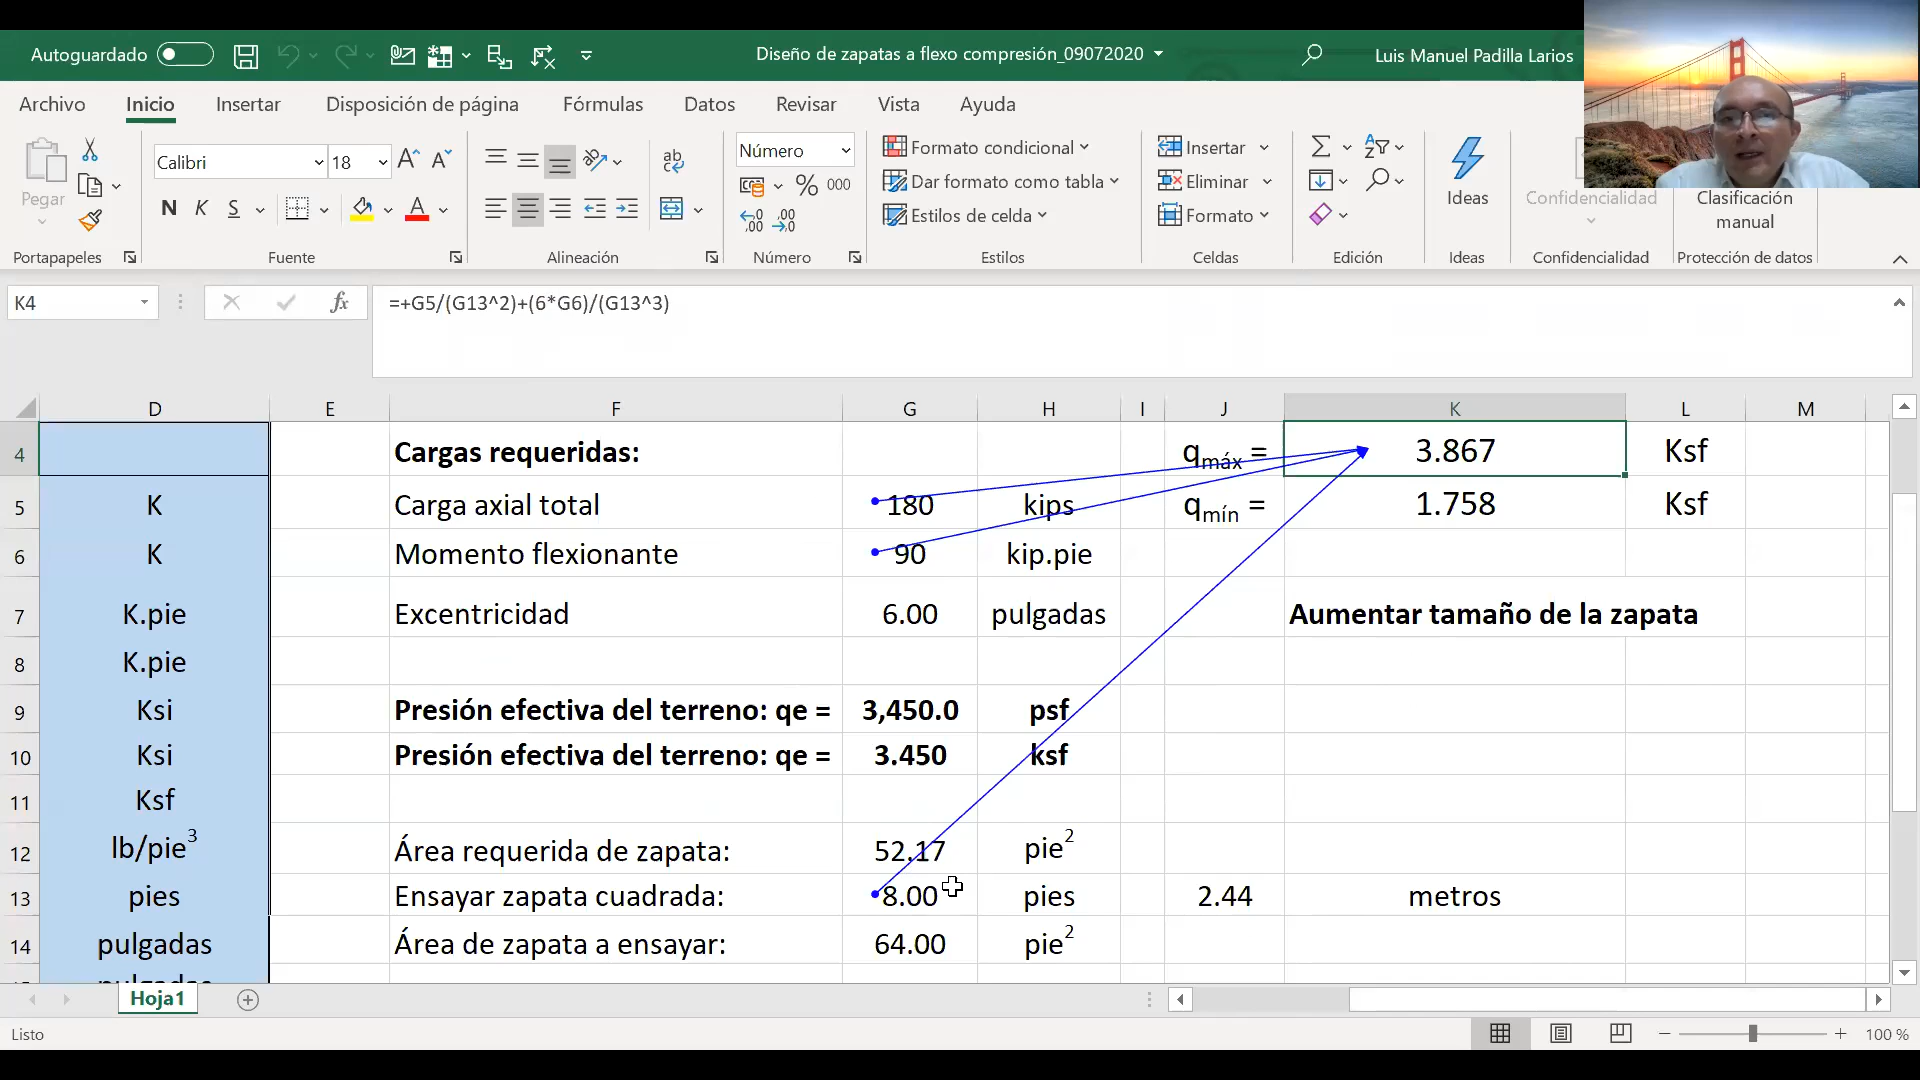 Autoguardado
Diseño de zapatas a flexo compresión_09072020
Luis Manuel Padilla Larios
Archivo Inicio Insertar Disposición de página Fórmulas Datos Revisar Vista Ayuda
Pegar
Calibri 18
N K S
Número
% 000
Formato condicional
Dar formato como tabla
Estilos de celda
Insertar
Eliminar
Formato
Ideas
Confidencialidad
Clasificación manual
Portapapeles Fuente Alineación Número Estilos Celdas Edición Ideas Confidencialidad Protección de datos
K4 fx =+G5/(G13^2)+(6*G6)/(G13^3)
D E F G H I J K L M
4 Cargas requeridas: qmáx = 3.867 Ksf
5 K Carga axial total 180 kips qmín = 1.758 Ksf
6 K Momento flexionante 90 kip.pie
7 K.pie Excentricidad 6.00 pulgadas Aumentar tamaño de la zapata
8 K.pie
9 Ksi Presión efectiva del terreno: qe = 3,450.0 psf
10 Ksi Presión efectiva del terreno: qe = 3.450 ksf
11 Ksf
12 lb/pie3 Área requerida de zapata: 52.17 pie2
13 pies Ensayar zapata cuadrada: 8.00 pies 2.44 metros
14 pulgadas Área de zapata a ensayar: 64.00 pie2
Hoja1
Listo
100 %